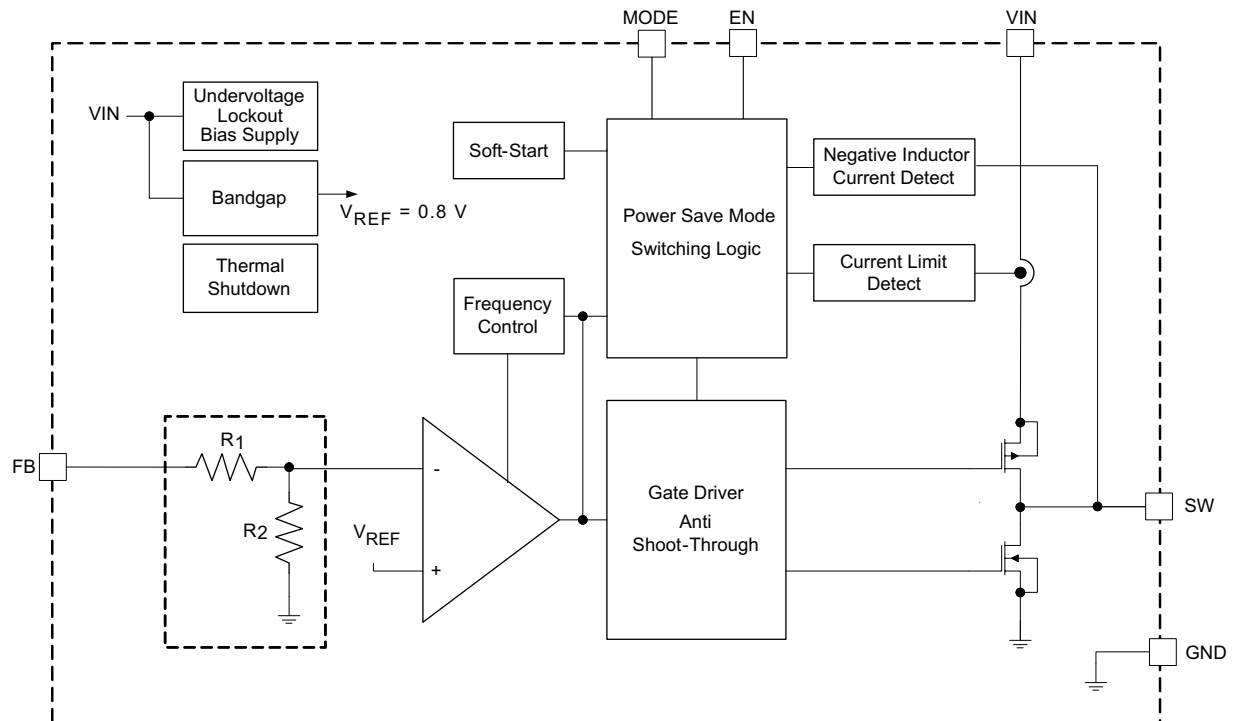 MODE
EN
VIN
VIN
Undervoltage
Lockout
Bias Supply
Soft-Start
Negative Inductor
Current Detect
Bandgap
VREF = 0.8 V
Power Save Mode
Switching Logic
Thermal
Shutdown
Current Limit
Detect
Frequency
Control
FB
R1
R2
-
VREF
+
Gate Driver
Anti
Shoot-Through
SW
GND